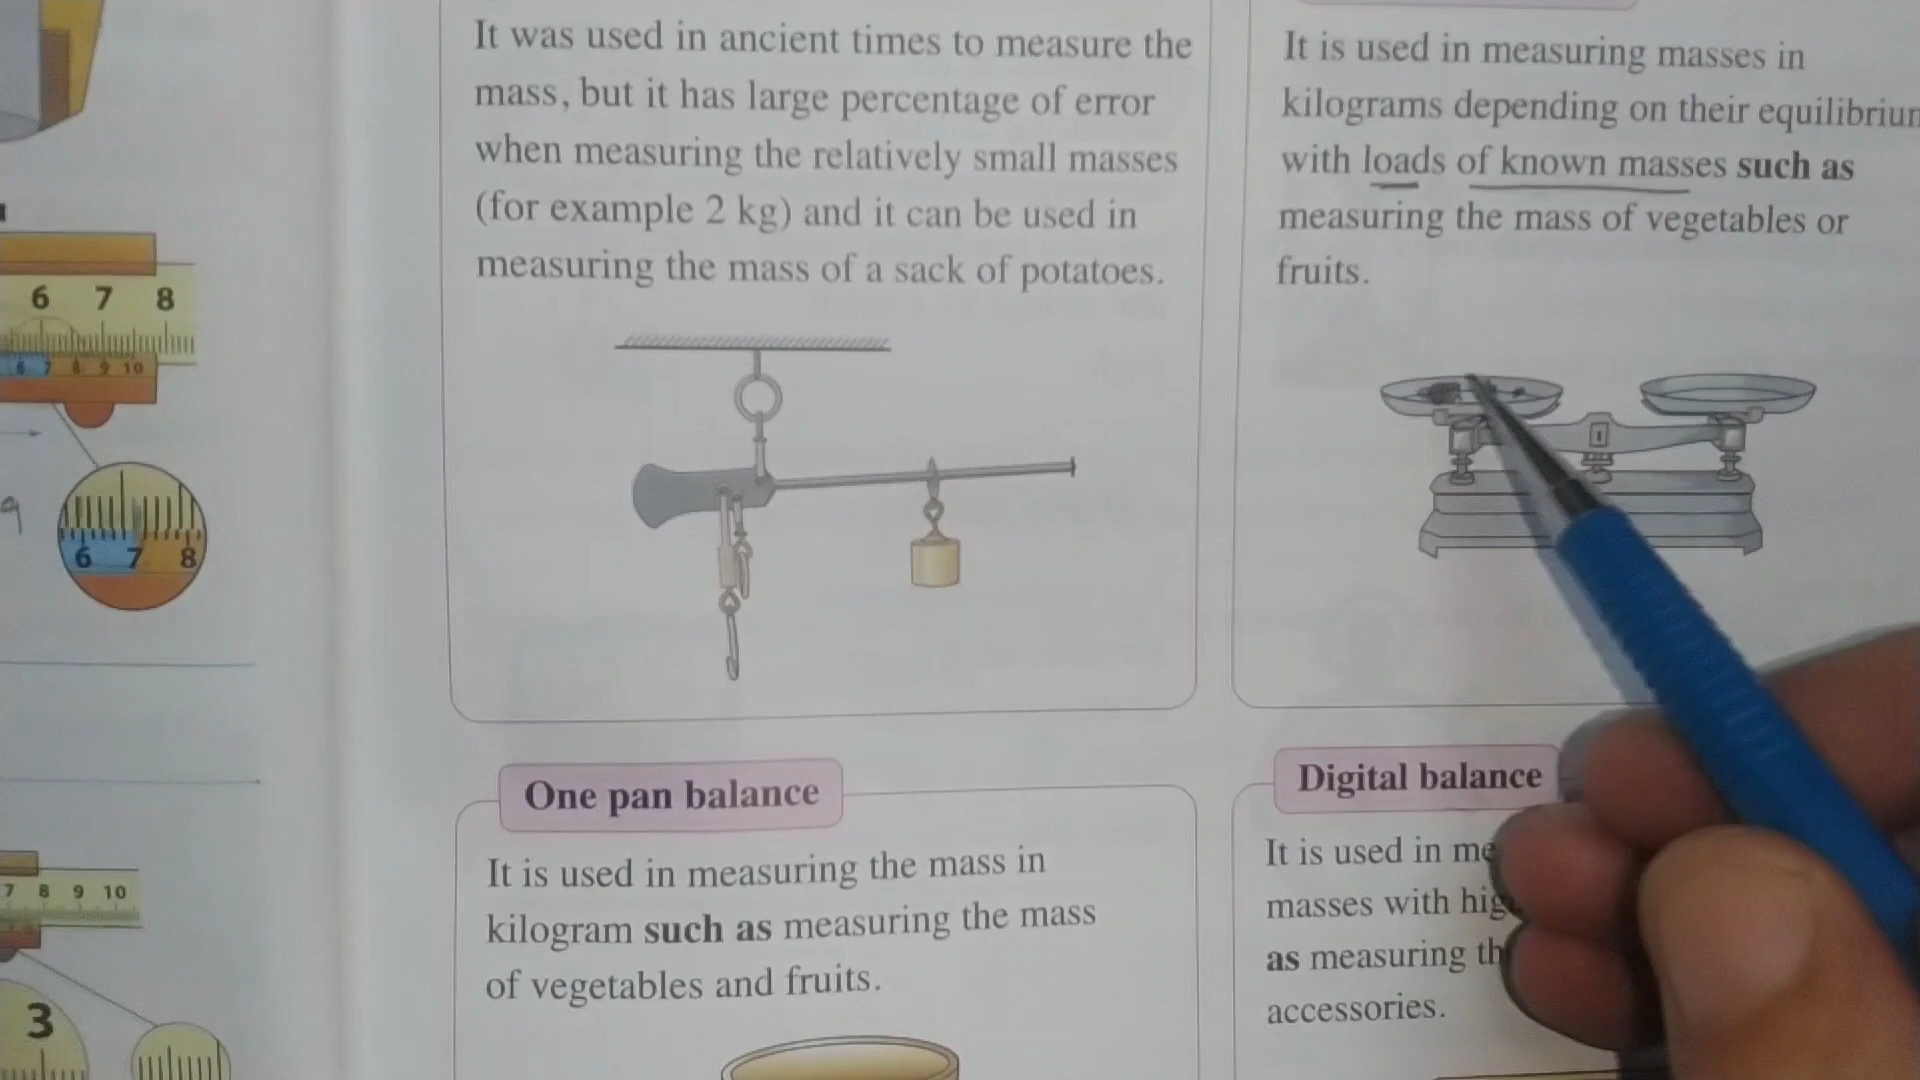 It was used in ancient times to measure the
mass, but it has large percentage of error
when measuring the relatively small masses
(for example 2 kg) and it can be used in
measuring the mass of a sack of potatoes.
It is used in measuring masses in
kilograms depending on their
with loads of known masses such as
measuring the mass of vegetables or
fruits.
6 7 8
6 7 8 9 10
9
6 7 8
7 8 9 10
3
One pan balance
It is used in measuring the mass in
kilogram such as measuring the mass
of vegetables and fruits.
Digital balance
It is used in
masses with
as measuring
accessories.